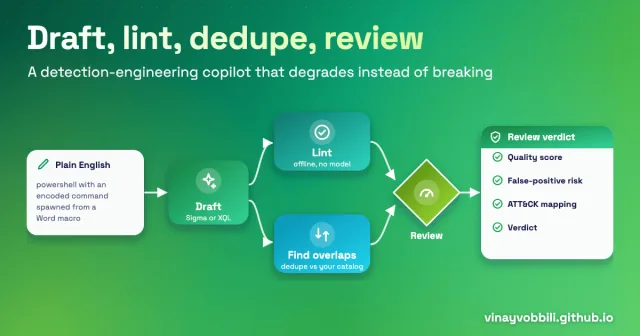 Draft, lint, dedupe, review
A detection-engineering copilot that degrades instead of breaking
Plain English
powershell with an
encoded command
spawned from a
Word macro
Draft
Sigma or XQL
Lint
offline, no model
Find overlaps
dedupe vs your catalog
Review
Review verdict
Quality score
False-positive risk
ATT&CK mapping
Verdict
vinayvobbili.github.io